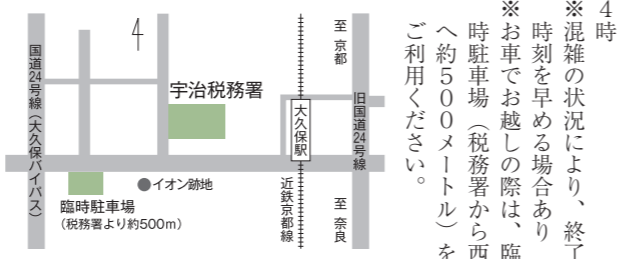 4時
※混雑の状況により、終了
時刻を早める場合あり
※お車でお越しの際は、臨
時駐車場（税務署から西
へ約５００メートル）を
ご利用ください。
至 京都
旧国道24号線
至 奈良
大久保駅
近鉄京都線
宇治税務署
4
国道24号線（大久保バイパス）
イオン跡地
臨時駐車場
（税務署より約500m）